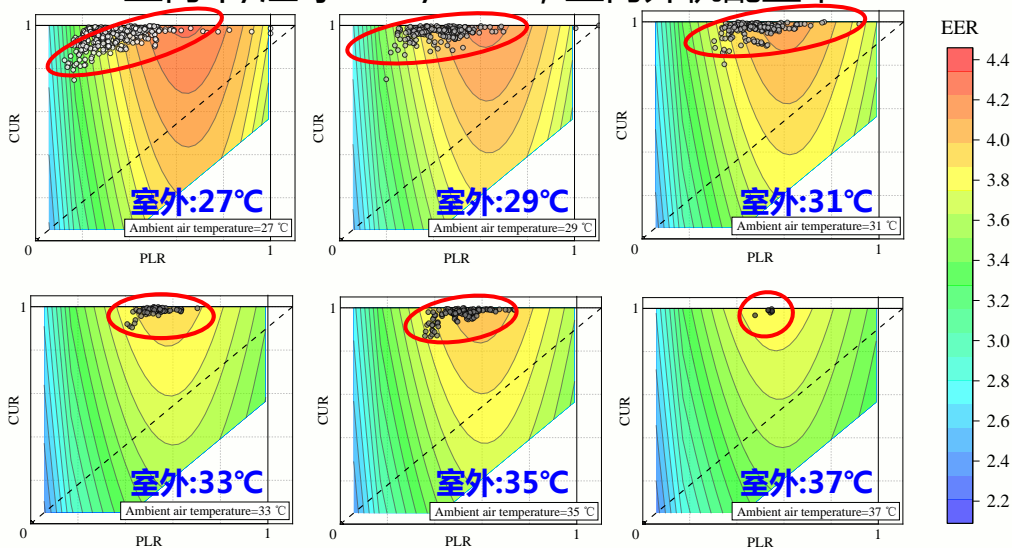 EER
1
CUR
室外:27℃
Ambient air temperature=27 ℃
0
PLR
1
1
CUR
室外:29℃
Ambient air temperature=29 ℃
0
PLR
1
1
CUR
室外:31℃
Ambient air temperature=31 ℃
0
PLR
1
1
CUR
室外:33℃
Ambient air temperature=33 ℃
0
PLR
1
1
CUR
室外:35℃
Ambient air temperature=35 ℃
0
PLR
1
1
CUR
室外:37℃
Ambient air temperature=37 ℃
0
PLR
1
4.4
4.2
4.0
3.8
3.6
3.4
3.2
3.0
2.8
2.6
2.4
2.2